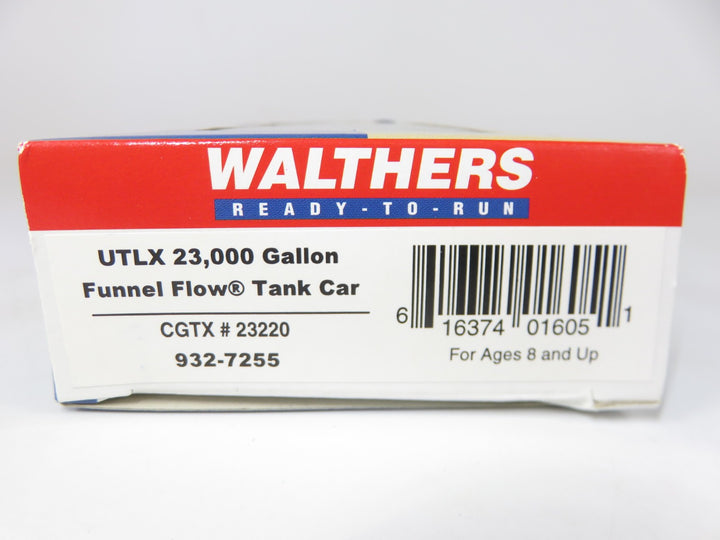 WALTHERS
READY-TO-RUN
UTLX 23,000 Gallon
Funnel Flow® Tank Car
CGTX # 23220
932-7255
6 16374 01605 1
For Ages 8 and Up